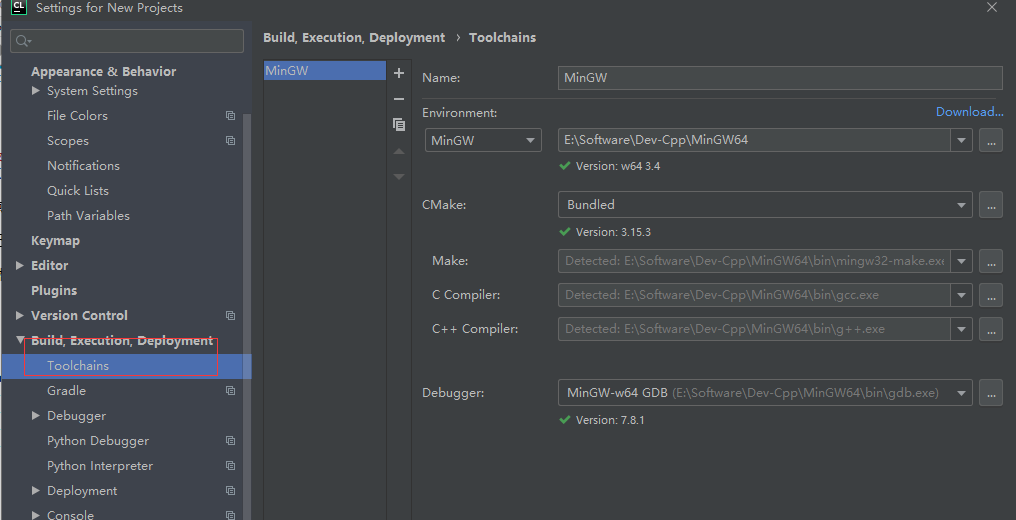 CL Settings for New Projects
Appearance & Behavior
System Settings
File Colors
Scopes
Notifications
Quick Lists
Path Variables
Keymap
Editor
Plugins
Version Control
Build, Execution, Deployment
Toolchains
Gradle
Debugger
Python Debugger
Python Interpreter
Deployment
Console
Build, Execution, Deployment › Toolchains
MinGW
Name: MinGW
Environment: Download...
MinGW E:\Software\Dev-Cpp\MinGW64 ...
Version: w64 3.4
CMake: Bundled ...
Version: 3.15.3
Make: Detected: E:\Software\Dev-Cpp\MinGW64\bin\mingw32-make.exe ...
C Compiler: Detected: E:\Software\Dev-Cpp\MinGW64\bin\gcc.exe ...
C++ Compiler: Detected: E:\Software\Dev-Cpp\MinGW64\bin\g++.exe ...
Debugger: MinGW-w64 GDB (E:\Software\Dev-Cpp\MinGW64\bin\gdb.exe) ...
Version: 7.8.1